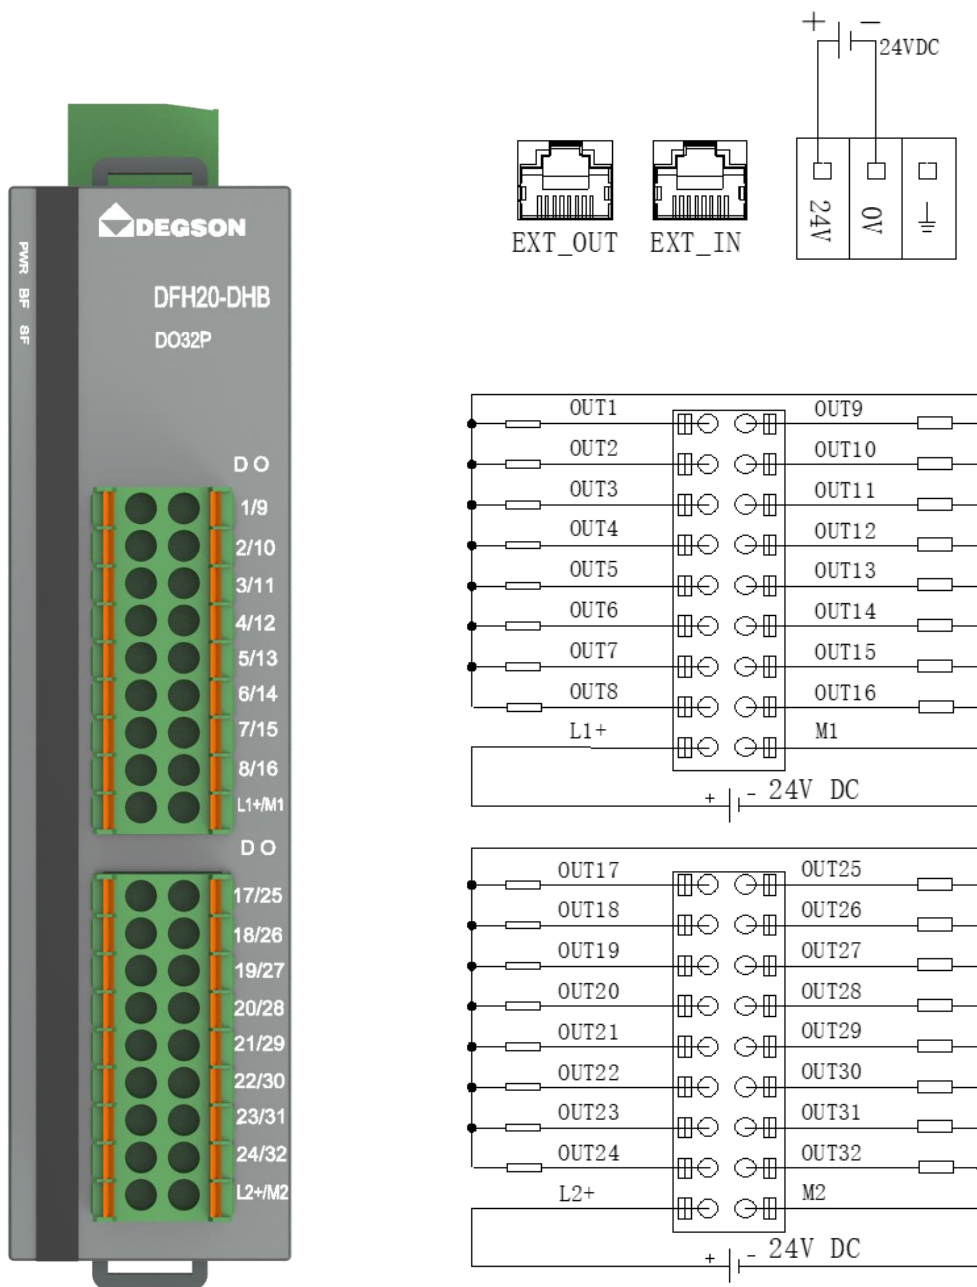 DEGSON
PWR BF SF
DFH20-DHB
DO32P
DO
1/9
2/10
3/11
4/12
5/13
6/14
7/15
8/16
L1+/M1
DO
17/25
18/26
19/27
20/28
21/29
22/30
23/31
24/32
L2+/M2
+ - 24VDC
EXT_OUT EXT_IN
24V 0V
OUT1 OUT9
OUT2 OUT10
OUT3 OUT11
OUT4 OUT12
OUT5 OUT13
OUT6 OUT14
OUT7 OUT15
OUT8 OUT16
L1+ M1
+ - 24V DC
OUT17 OUT25
OUT18 OUT26
OUT19 OUT27
OUT20 OUT28
OUT21 OUT29
OUT22 OUT30
OUT23 OUT31
OUT24 OUT32
L2+ M2
+ - 24V DC